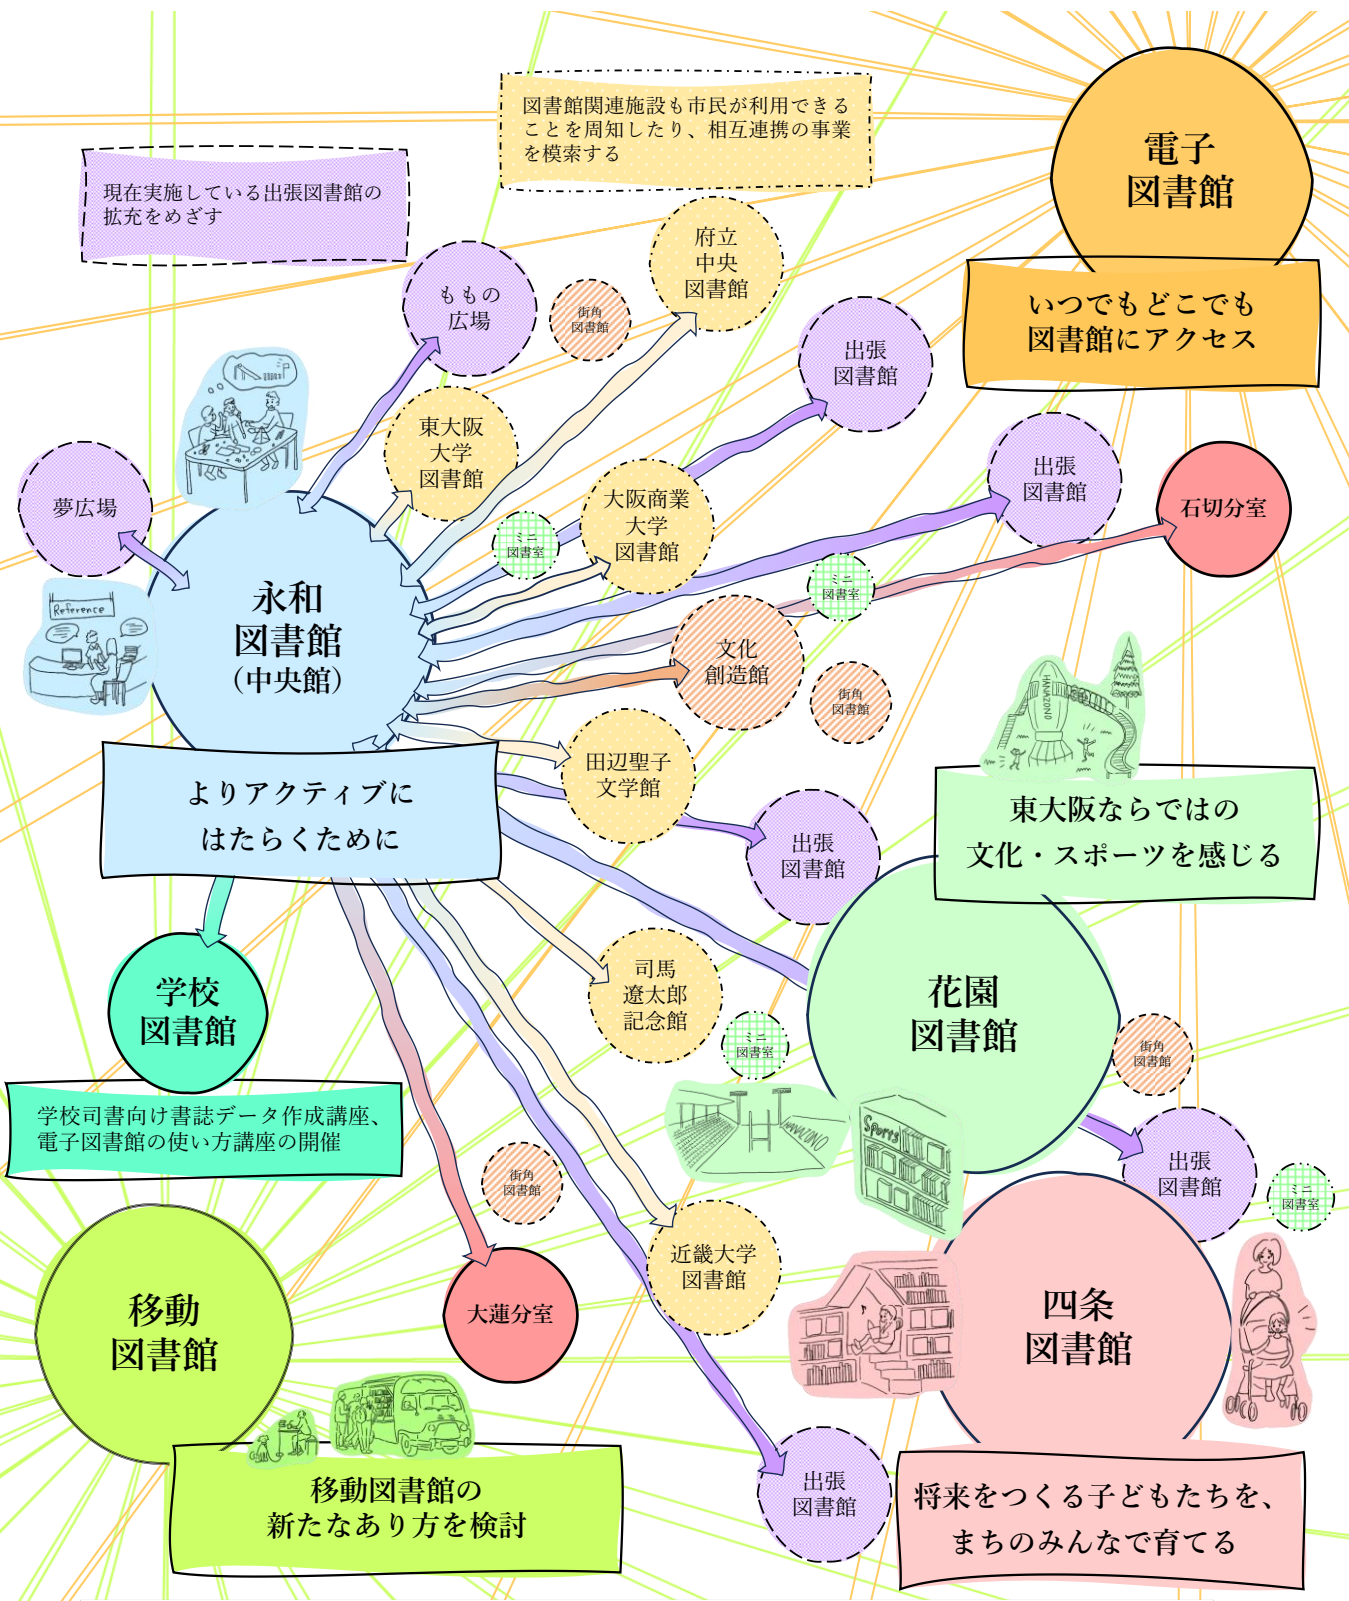 図書館関連施設も市民が利用できる
ことを周知したり、相互連携の事業
を模索する
現在実施している出張図書館の
拡充をめざす
電子
図書館
いつでもどこでも
図書館にアクセス
府立
中央
図書館
ももの
広場
街角
図書館
出張
図書館
東大阪
大学
図書館
出張
図書館
石切分室
夢広場
大阪商業
大学
図書館
ミニ
図書室
ミニ
図書室
Reference
永和
図書館
（中央館）
文化
創造館
街角
図書館
HANAZONO
田辺聖子
文学館
よりアクティブに
はたらくために
東大阪ならではの
文化・スポーツを感じる
出張
図書館
学校
図書館
司馬
遼太郎
記念館
花園
図書館
ミニ
図書室
街角
図書館
学校司書向け書誌データ作成講座、
電子図書館の使い方講座の開催
HANAZONO
Sports
街角
図書館
出張
図書館
ミニ
図書室
近畿大学
図書館
移動
図書館
大蓮分室
四条
図書館
移動図書館の
新たなあり方を検討
出張
図書館
将来をつくる子どもたちを、
まちのみんなで育てる